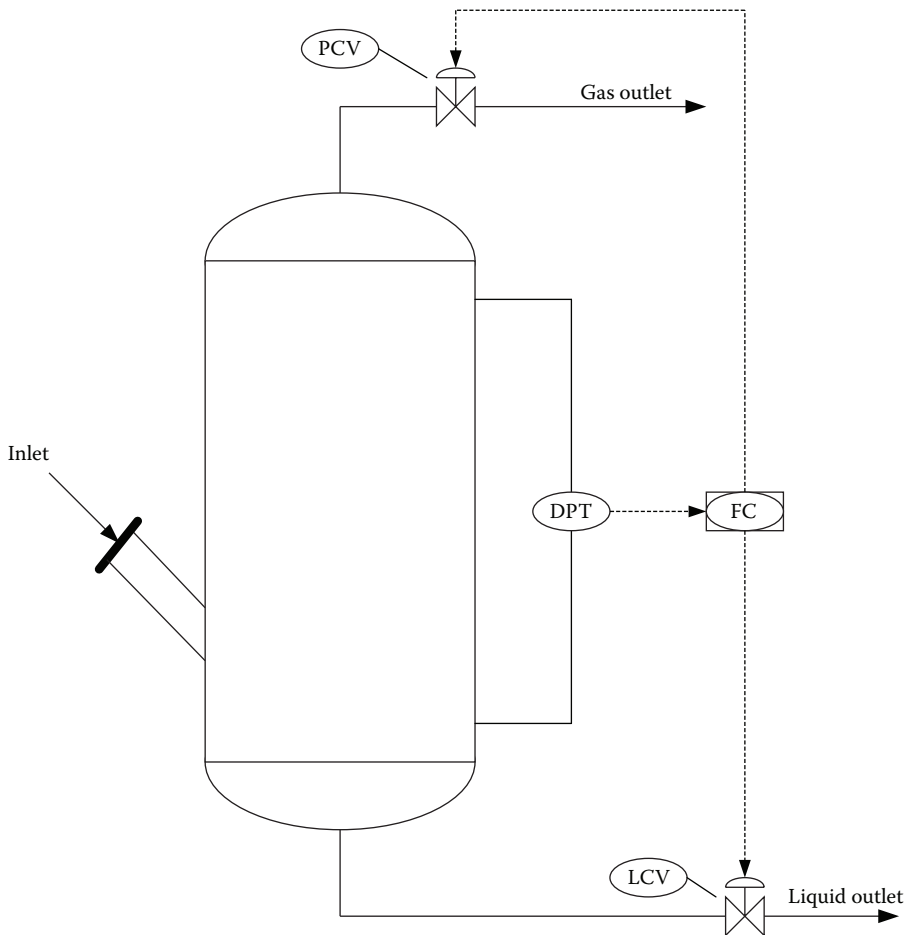 PCV
Gas outlet
Inlet
DPT
FC
LCV
Liquid outlet